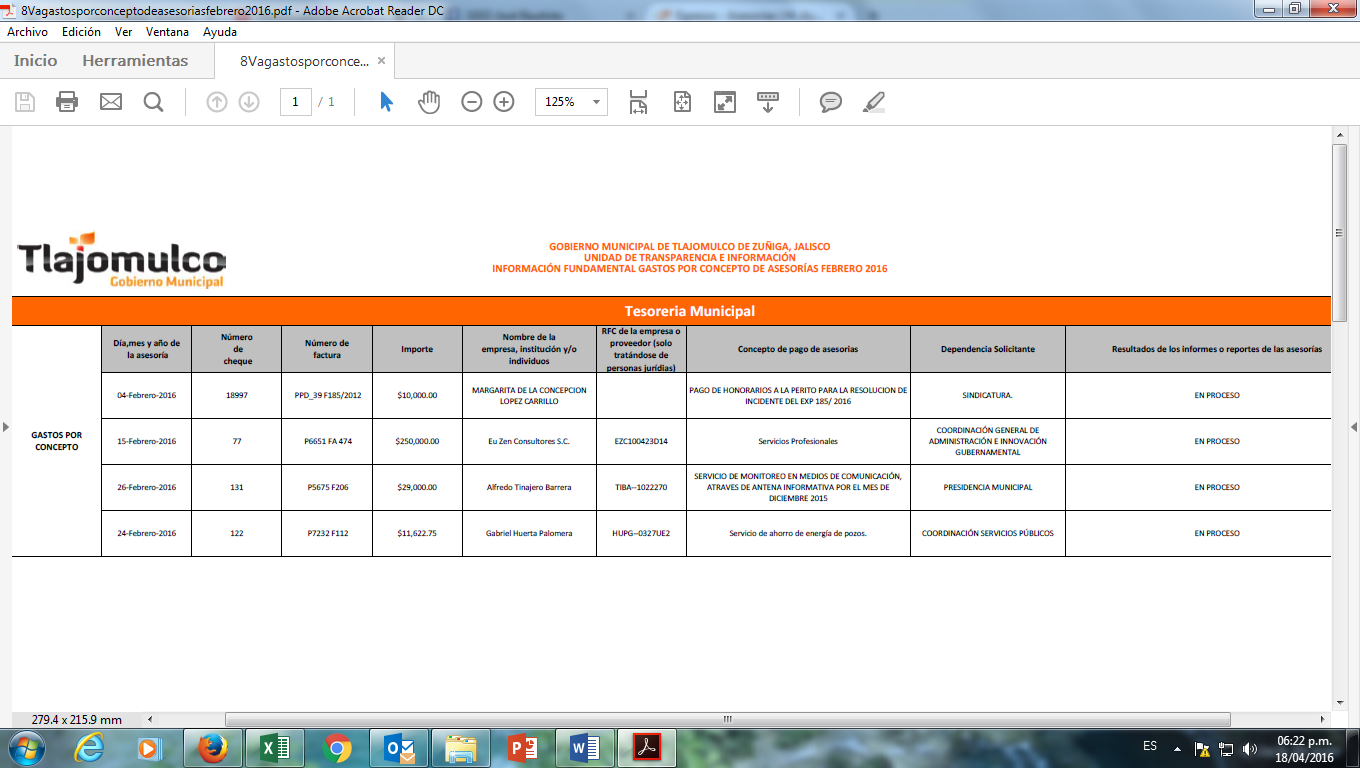 8Vagastosporconceptodeasesoriasfebrero2016.pdf - Adobe Acrobat Reader DC
Archivo Edición Ver Ventana Ayuda
Inicio Herramientas 8Vagastosporconce... ×
1 / 1 125%
Tlajomulco
Gobierno Municipal
GOBIERNO MUNICIPAL DE TLAJOMULCO DE ZUÑIGA, JALISCO
UNIDAD DE TRANSPARENCIA E INFORMACIÓN
INFORMACIÓN FUNDAMENTAL GASTOS POR CONCEPTO DE ASESORÍAS FEBRERO 2016
Tesoreria Municipal
GASTOS POR
CONCEPTO
Día,mes y año de
la asesoría
Número
de
cheque
Número de
factura
Importe
Nombre de la
empresa, institución y/o
individuos
RFC de la empresa o
proveedor (solo
tratándose de
personas jurídias)
Concepto de pago de asesorias
Dependencia Solicitante
Resultados de los informes o reportes de las asesorías
04-Febrero-2016
18997
PPD_39 F185/2012
$10,000.00
MARGARITA DE LA CONCEPCION
LOPEZ CARRILLO
PAGO DE HONORARIOS A LA PERITO PARA LA RESOLUCION DE
INCIDENTE DEL EXP 185/ 2016
SINDICATURA.
EN PROCESO
15-Febrero-2016
77
P6651 FA 474
$250,000.00
Eu Zen Consultores S.C.
EZC100423D14
Servicios Profesionales
COORDINACIÓN GENERAL DE
ADMINISTRACIÓN E INNOVACIÓN
GUBERNAMENTAL
EN PROCESO
26-Febrero-2016
131
P5675 F206
$29,000.00
Alfredo Tinajero Barrera
TIBA--1022270
SERVICIO DE MONITOREO EN MEDIOS DE COMUNICACIÓN,
ATRAVES DE ANTENA INFORMATIVA POR EL MES DE
DICIEMBRE 2015
PRESIDENCIA MUNICIPAL
EN PROCESO
24-Febrero-2016
122
P7232 F112
$11,622.75
Gabriel Huerta Palomera
HUPG--0327UE2
Servicio de ahorro de energía de pozos.
COORDINACIÓN SERVICIOS PÚBLICOS
EN PROCESO
279.4 x 215.9 mm
ES
06:22 p.m.
18/04/2016